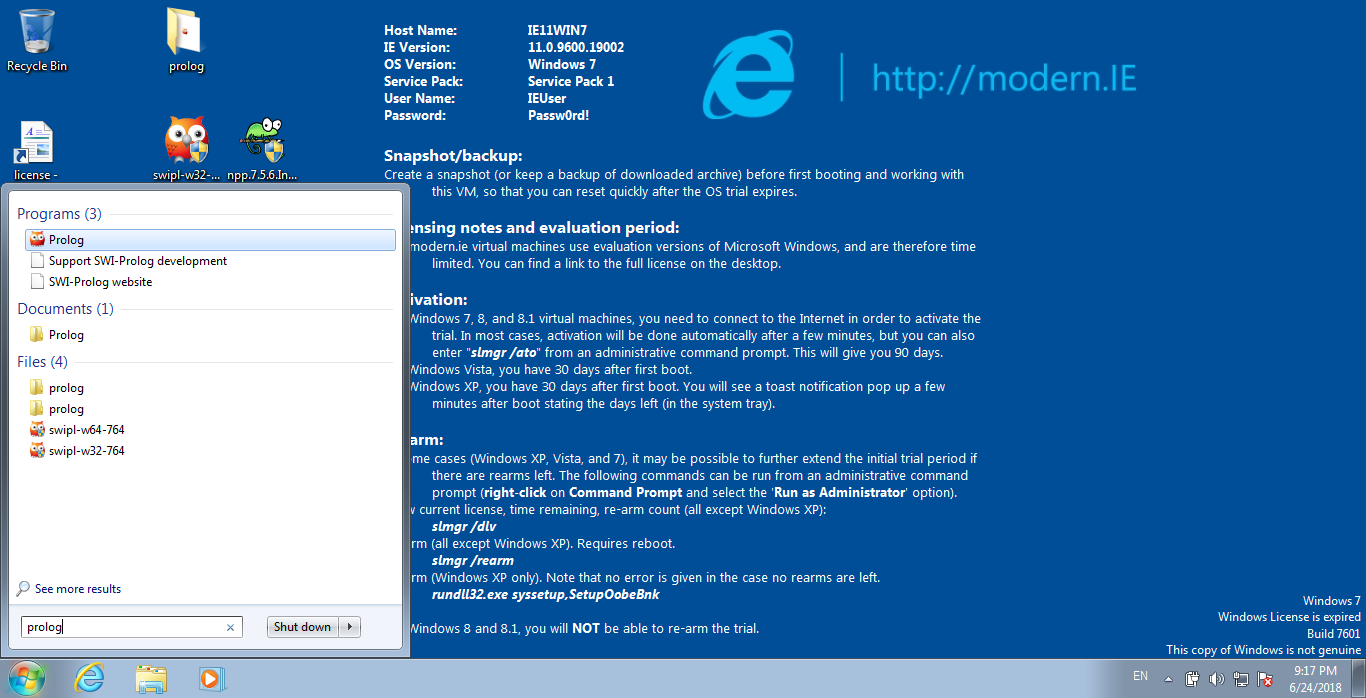 Recycle Bin
prolog
license -
swipl-w32-...
npp.7.5.6.In...
Host Name: IE11WIN7
IE Version: 11.0.9600.19002
OS Version: Windows 7
Service Pack: Service Pack 1
User Name: IEUser
Password: Passw0rd!
http://modern.IE
Snapshot/backup:
Create a snapshot (or keep a backup of downloaded archive) before first booting and working with
this VM, so that you can reset quickly after the OS trial expires.
ensing notes and evaluation period:
modern.ie virtual machines use evaluation versions of Microsoft Windows, and are therefore time
limited. You can find a link to the full license on the desktop.
ivation:
Windows 7, 8, and 8.1 virtual machines, you need to connect to the Internet in order to activate the
trial. In most cases, activation will be done automatically after a few minutes, but you can also
enter "slmgr /ato" from an administrative command prompt. This will give you 90 days.
Windows Vista, you have 30 days after first boot.
Windows XP, you have 30 days after first boot. You will see a toast notification pop up a few
minutes after boot stating the days left (in the system tray).
arm:
me cases (Windows XP, Vista, and 7), it may be possible to further extend the initial trial period if
there are rearms left. The following commands can be run from an administrative command
prompt (right-click on Command Prompt and select the 'Run as Administrator' option).
w current license, time remaining, re-arm count (all except Windows XP):
slmgr /dlv
rm (all except Windows XP). Requires reboot.
slmgr /rearm
rm (Windows XP only). Note that no error is given in the case no rearms are left.
rundll32.exe syssetup,SetupOobeBnk
Windows 8 and 8.1, you will NOT be able to re-arm the trial.
Programs (3)
Prolog
Support SWI-Prolog development
SWI-Prolog website
Documents (1)
Prolog
Files (4)
prolog
prolog
swipl-w64-764
swipl-w32-764
See more results
prolog
Shut down
Windows 7
Windows License is expired
Build 7601
This copy of Windows is not genuine
EN
9:17 PM
6/24/2018